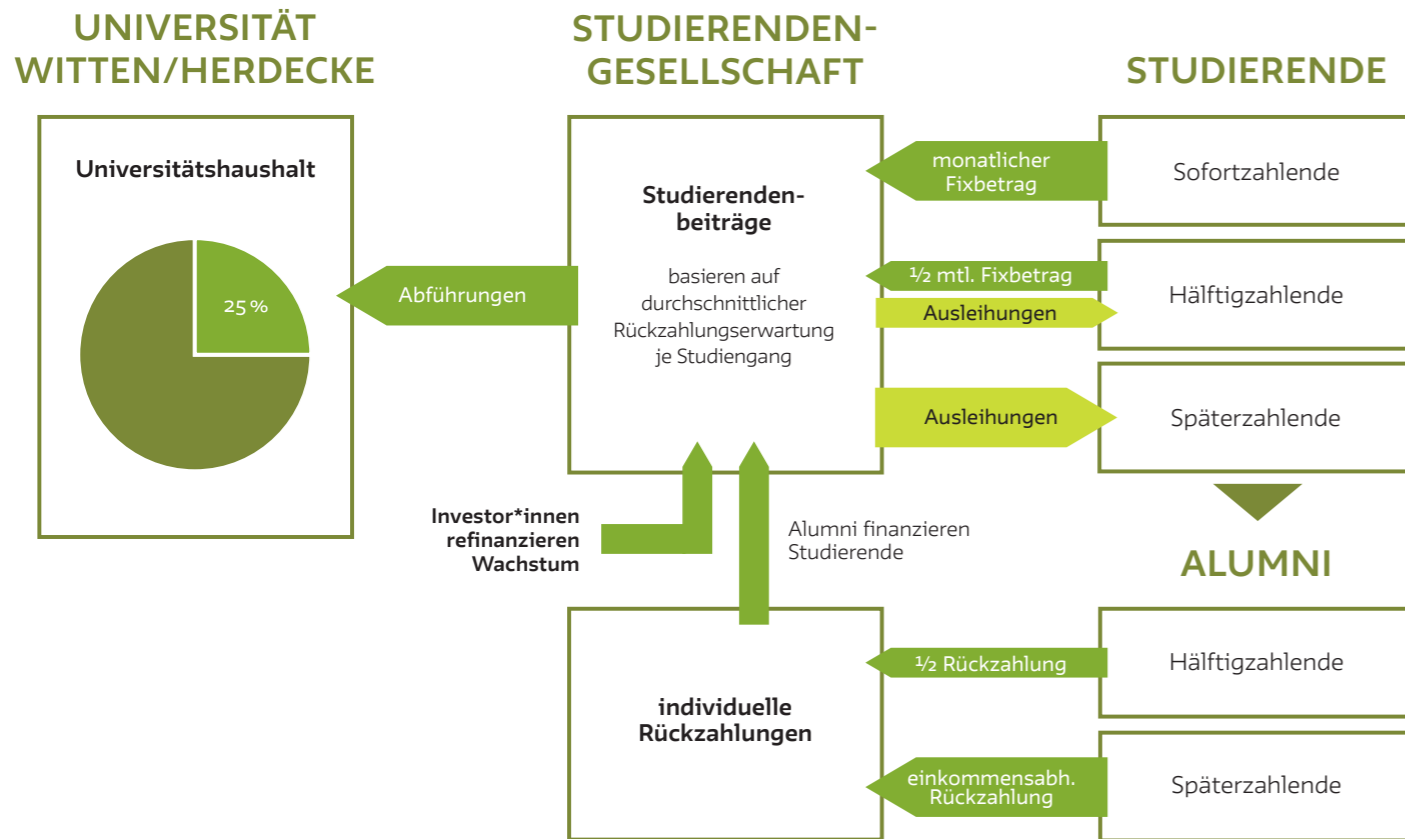 UNIVERSITÄT
WITTEN/HERDECKE
Universitätshaushalt
25 %
Abführungen
STUDIERENDEN-
GESELLSCHAFT
Studierenden-
beiträge
basieren auf
durchschnittlicher
Rückzahlungserwartung
je Studiengang
STUDIERENDE
monatlicher
Fixbetrag
Sofortzahlende
½ mtl. Fixbetrag
Ausleihungen
Hälftigzahlende
Ausleihungen
Späterzahlende
Investor*innen
refinanzieren
Wachstum
Alumni finanzieren
Studierende
ALUMNI
individuelle
Rückzahlungen
½ Rückzahlung
Hälftigzahlende
einkommensabh.
Rückzahlung
Späterzahlende